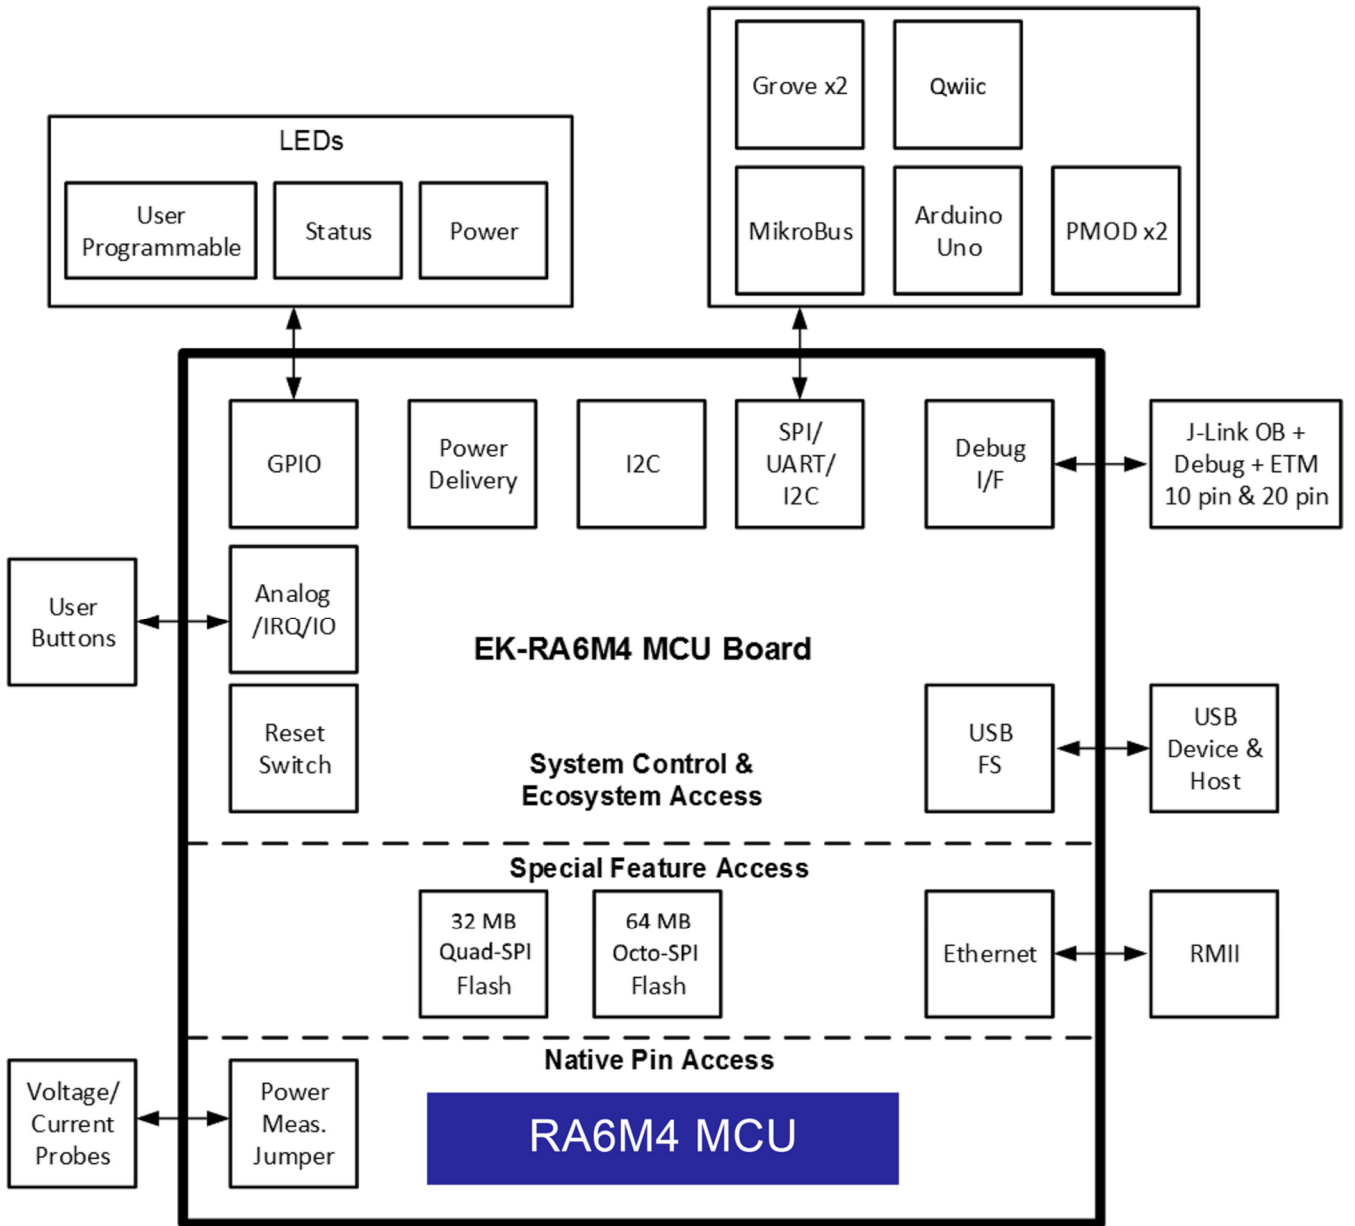 Grove x2
Qwiic
MikroBus
Arduino
Uno
PMOD x2
LEDs
User
Programmable
Status
Power
GPIO
Power
Delivery
I2C
SPI/
UART/
I2C
Debug
I/F
J-Link OB +
Debug + ETM
10 pin & 20 pin
User
Buttons
Analog
/IRQ/IO
EK-RA6M4 MCU Board
Reset
Switch
System Control &
Ecosystem Access
USB
FS
USB
Device &
Host
Special Feature Access
32 MB
Quad-SPI
Flash
64 MB
Octo-SPI
Flash
Ethernet
RMII
Native Pin Access
Voltage/
Current
Probes
Power
Meas.
Jumper
RA6M4 MCU